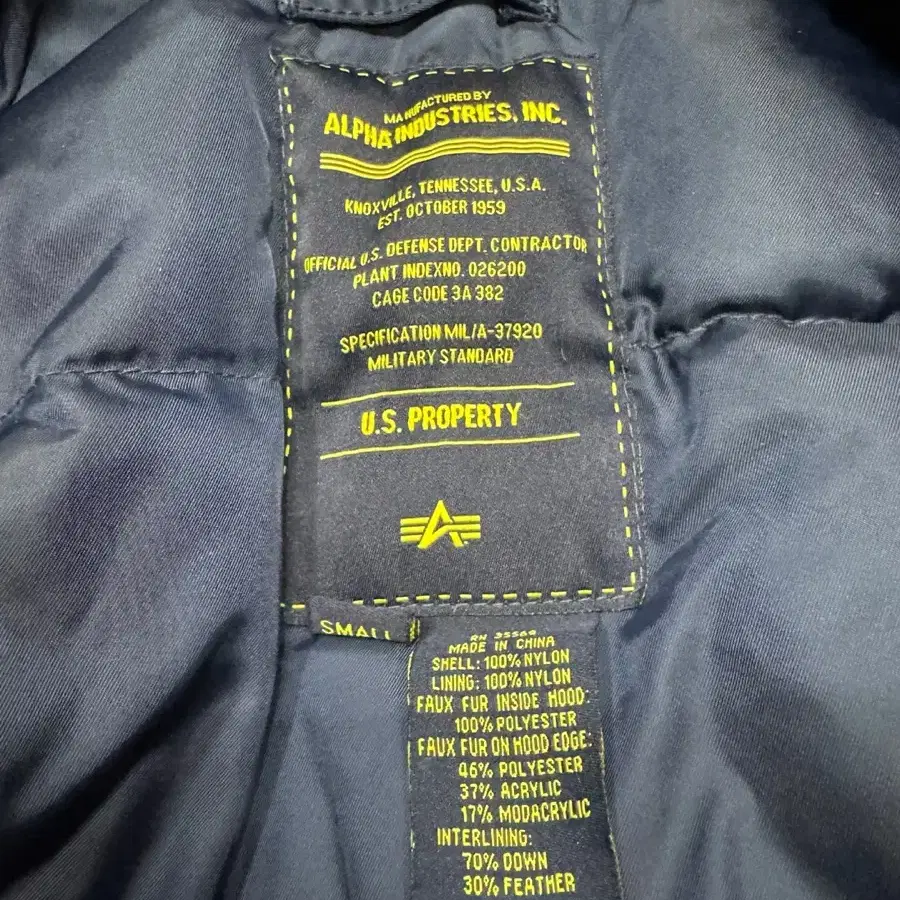 MANUFACTURED BY
ALPHA INDUSTRIES, INC.
KNOXVILLE, TENNESSEE, U.S.A.
EST. OCTOBER 1959
OFFICIAL U.S. DEFENSE DEPT. CONTRACTOR
PLANT INDEXNO. 026200
CAGE CODE 3A 382
SPECIFICATION MIL/A-37920
MILITARY STANDARD
U.S. PROPERTY
SMALL
MADE IN CHINA
SHELL: 100% NYLON
LINING: 100% NYLON
FAUX FUR INSIDE HOOD:
100% POLYESTER
FAUX FUR ON HOOD EDGE:
46% POLYESTER
37% ACRYLIC
17% MODACRYLIC
INTERLINING:
70% DOWN
30% FEATHER